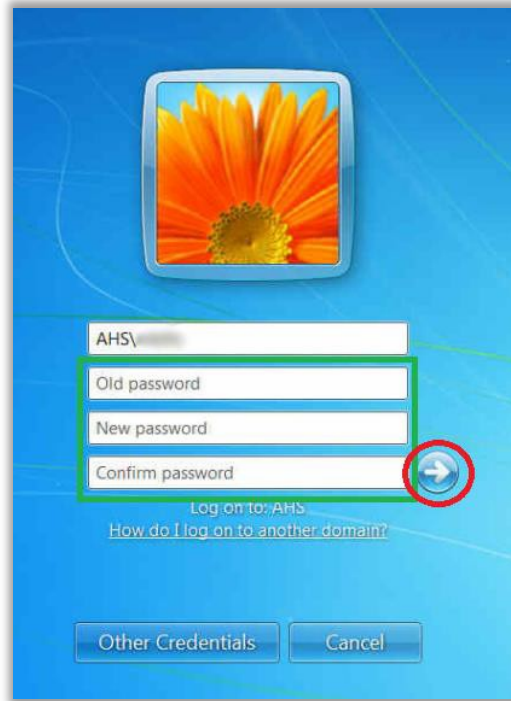 AHS\
Old password
New password
Confirm password
Log on to: AHS
How do I log on to another domain?
Other Credentials
Cancel